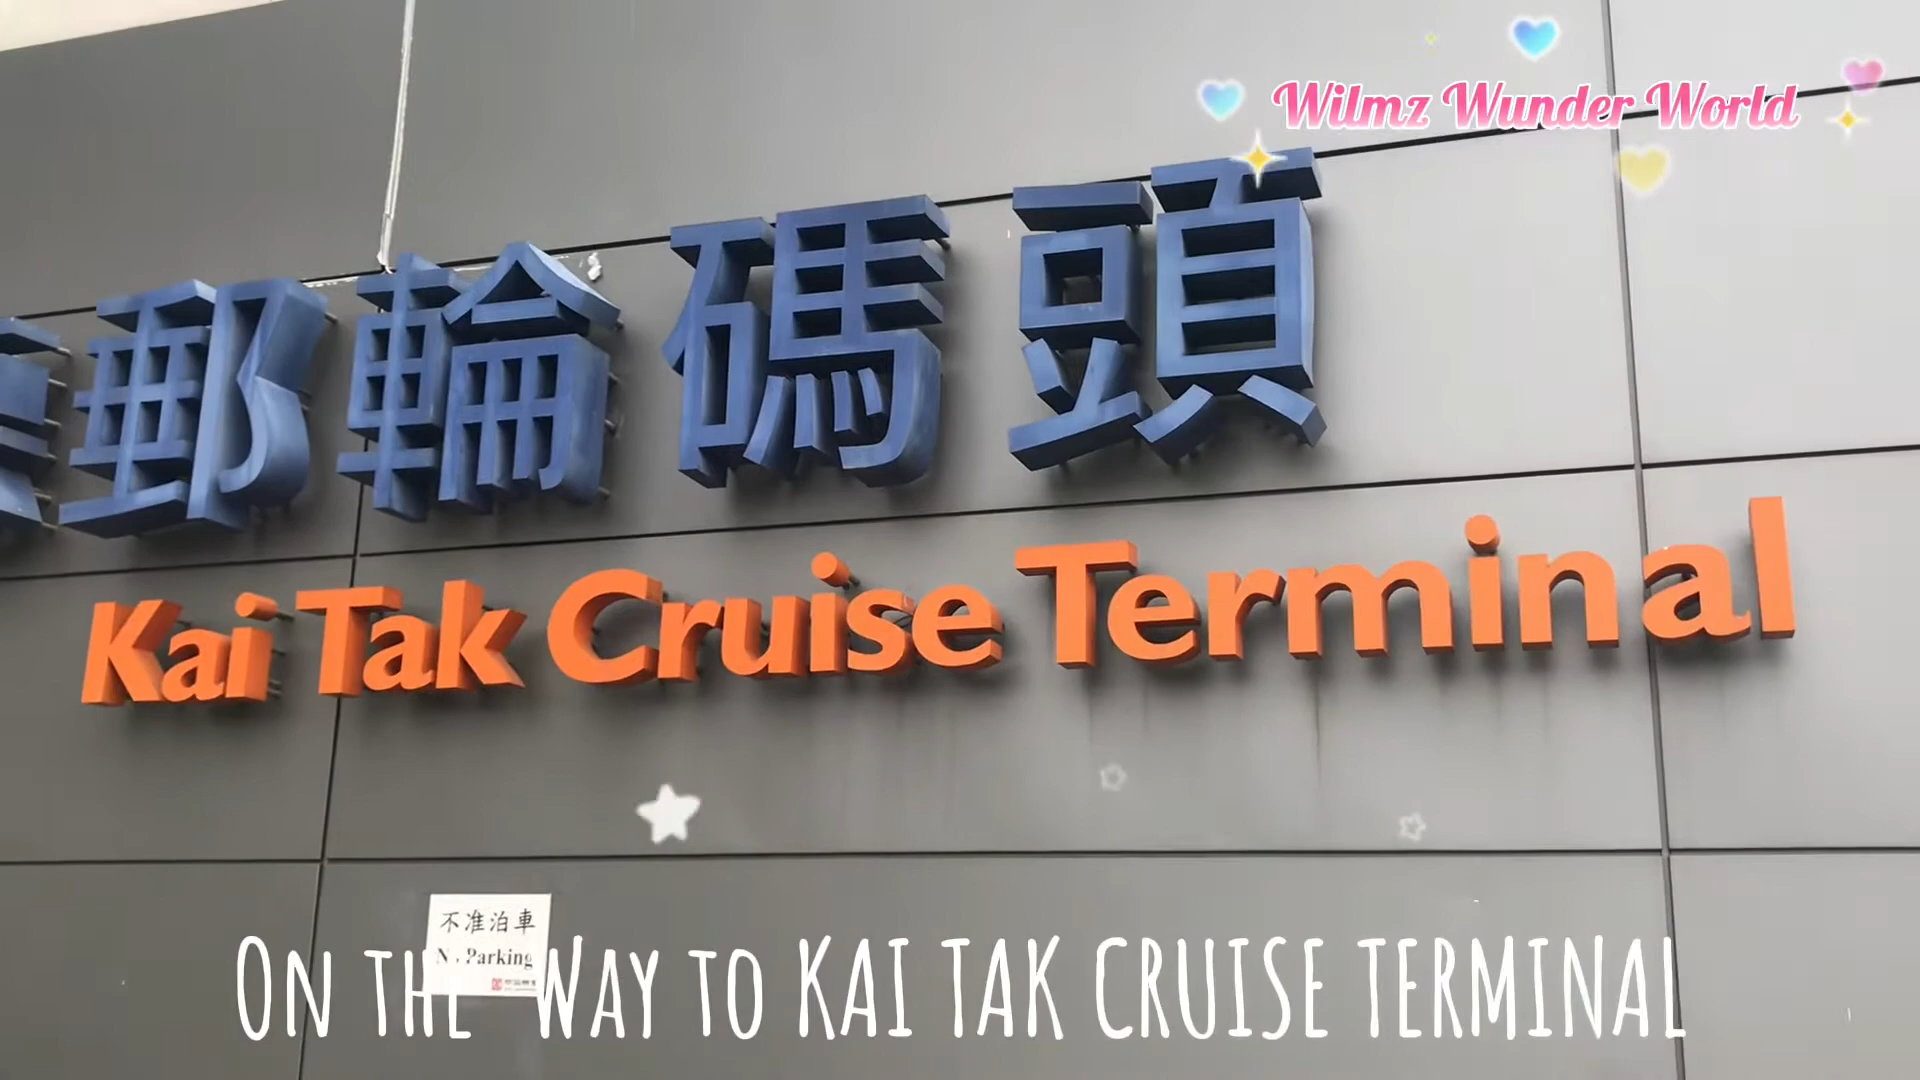 Wilmz Wunder World
郵輪碼頭
Kai Tak Cruise Terminal
不准泊車
No Parking
On the Way to KAI TAK CRUISE TERMINAL